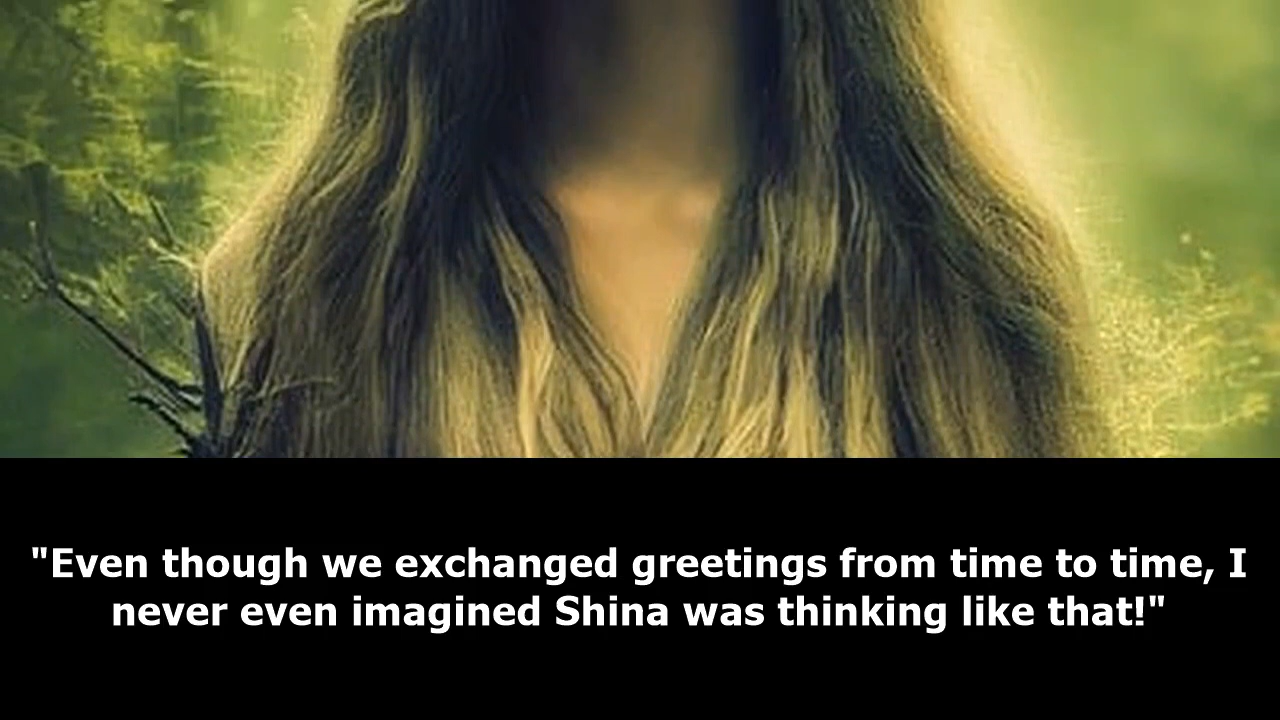 "Even though we exchanged greetings from time to time, I
never even imagined Shina was thinking like that!"